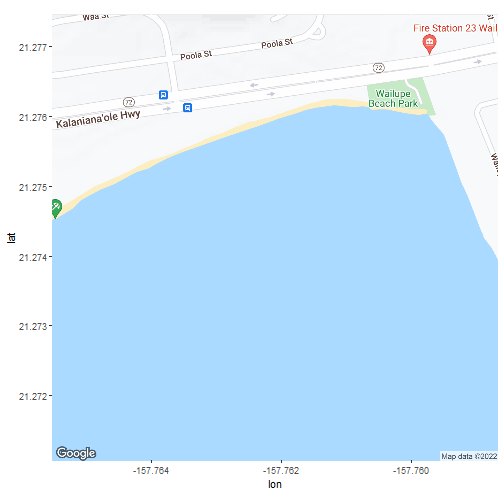 Waa St
Fire Station 23 Wail
21.277
Poola St
Poola St
72
72
Wailupe
Beach Park
21.276
Kalaniana'ole Hwy
21.275
lat
21.274
21.273
21.272
Google
Map data ©2022
-157.764
-157.762
-157.760
lon